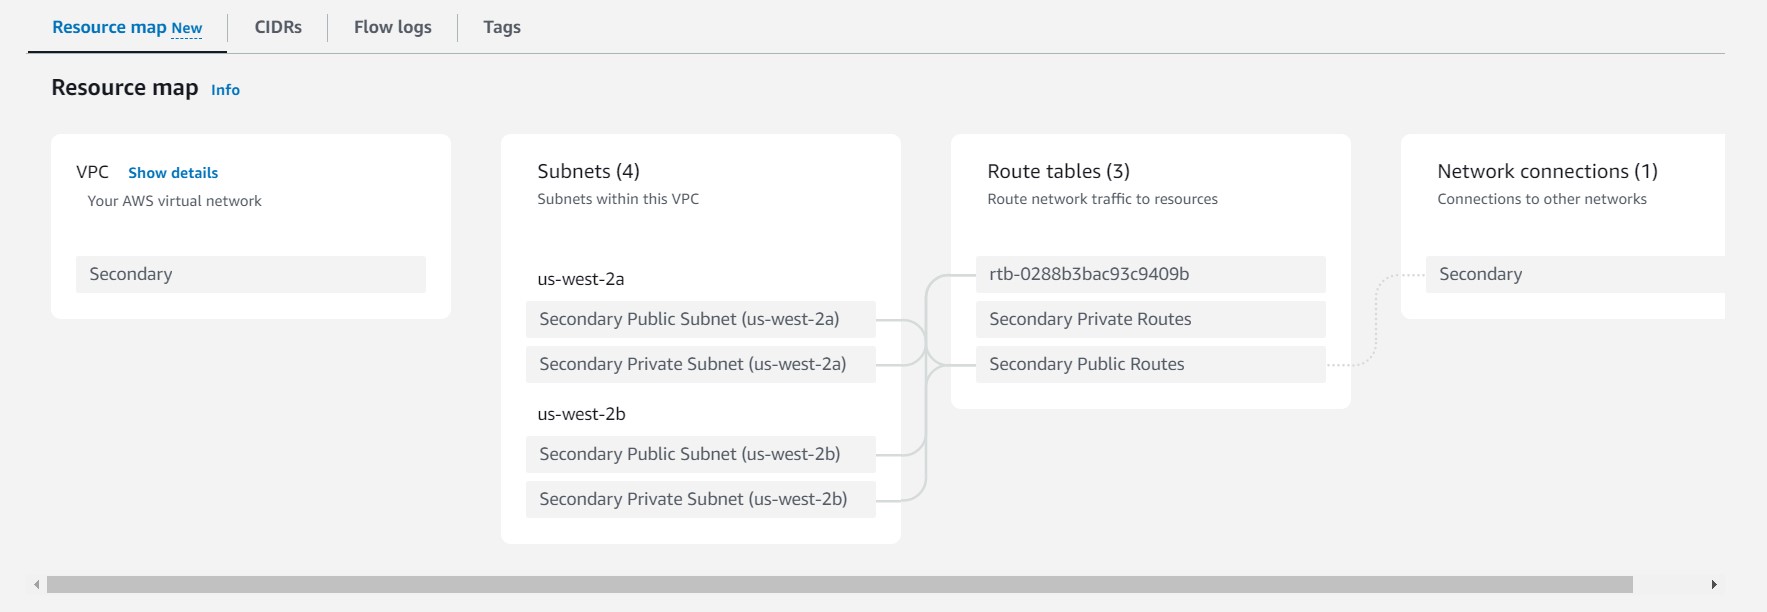 Resource map New
CIDRs
Flow logs
Tags
Resource map Info
VPC Show details
Your AWS virtual network
Secondary
Subnets (4)
Subnets within this VPC
us-west-2a
Secondary Public Subnet (us-west-2a)
Secondary Private Subnet (us-west-2a)
us-west-2b
Secondary Public Subnet (us-west-2b)
Secondary Private Subnet (us-west-2b)
Route tables (3)
Route network traffic to resources
rtb-0288b3bac93c9409b
Secondary Private Routes
Secondary Public Routes
Network connections (1)
Connections to other networks
Secondary